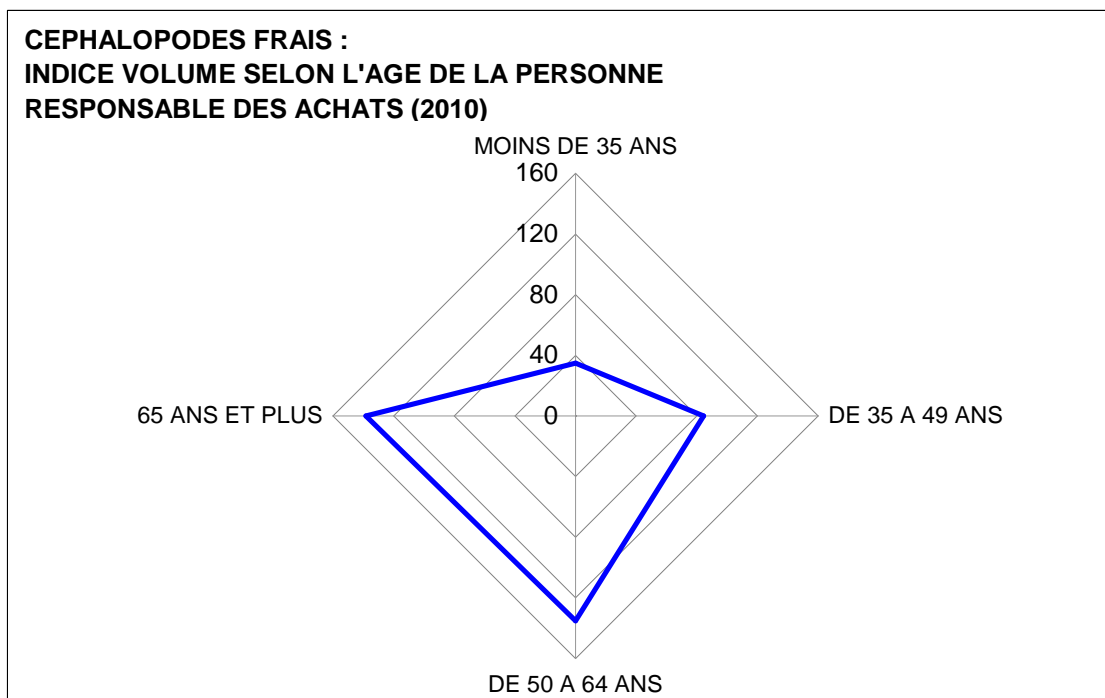 CEPHALOPODES FRAIS :
INDICE VOLUME SELON L'AGE DE LA PERSONNE
RESPONSABLE DES ACHATS (2010)
MOINS DE 35 ANS
160
120
80
40
65 ANS ET PLUS
0
DE 35 A 49 ANS
DE 50 A 64 ANS